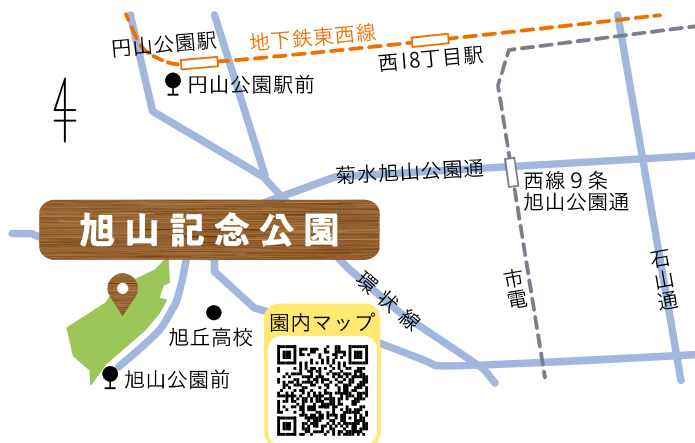 円山公園駅
地下鉄東西線
西18丁目駅
円山公園駅前
菊水旭山公園通
西線９条
旭山公園通
旭山記念公園
環状線
石山通
市電
園内マップ
旭丘高校
旭山公園前